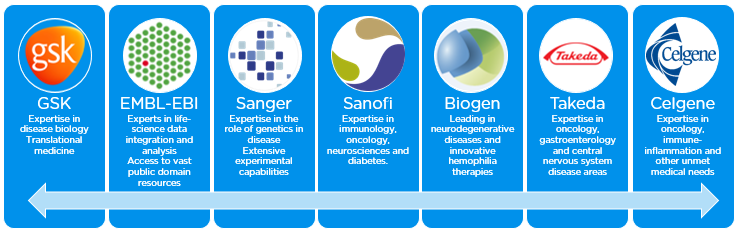 gsk
GSK
Expertise in
disease biology
Translational
medicine
EMBL-EBI
Experts in life-
science data
integration and
analysis
Access to vast
public domain
resources
Sanger
Expertise in the
role of genetics in
disease
Extensive
experimental
capabilities
Sanofi
Expertise in
immunology,
oncology,
neurosciences and
diabetes.
Biogen
Leading in
neurodegenerative
diseases and
innovative
hemophilia
therapies
Takeda
Takeda
Expertise in
oncology,
gastroenterology
and central
nervous system
disease areas
Celgene
Celgene
Expertise in
oncology,
immune-
inflammation and
other unmet
medical needs